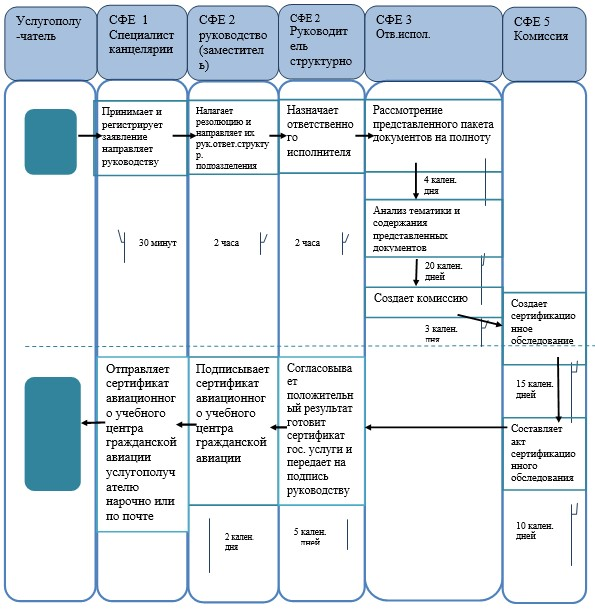 Услугополу
-чатель
СФЕ 1
Специалист
канцелярии
СФЕ 2
руководство
(заместител
ь)
СФЕ 2
Руководит
ель
структурно
СФЕ 3
Отв.испол.
СФЕ 5
Комиссия
Принимает и
регистрирует
заявление
направляет
руководству
Налагает
резолюцию и
направляет их
рук.ответ.структу
р.
подразделения
Назначает
ответственно
го
исполнителя
Рассмотрение
представленного пакета
документов на полноту
4 кален.
дня
30 минут
2 часа
2 часа
Анализ тематики и
содержания
представленных
документов
20 кален.
дней
Создает комиссию
3 кален.
дня
Создает
сертификацио
нное
обследование
15 кален.
дней
Отправляет
сертификат
авиационног
о учебного
центра
гражданской
авиации
услугополуч
ателю
нарочно или
по почте
Подписывает
сертификат
авиационног
о учебного
центра
гражданской
авиации
Согласовыва
ет
положительн
ый результат
готовит
сертификат
гос. услуги и
передает на
подпись
руководству
Составляет
акт
сертификацио
нного
обследования
2 кален.
дня
5 кален.
дней
10 кален.
дней